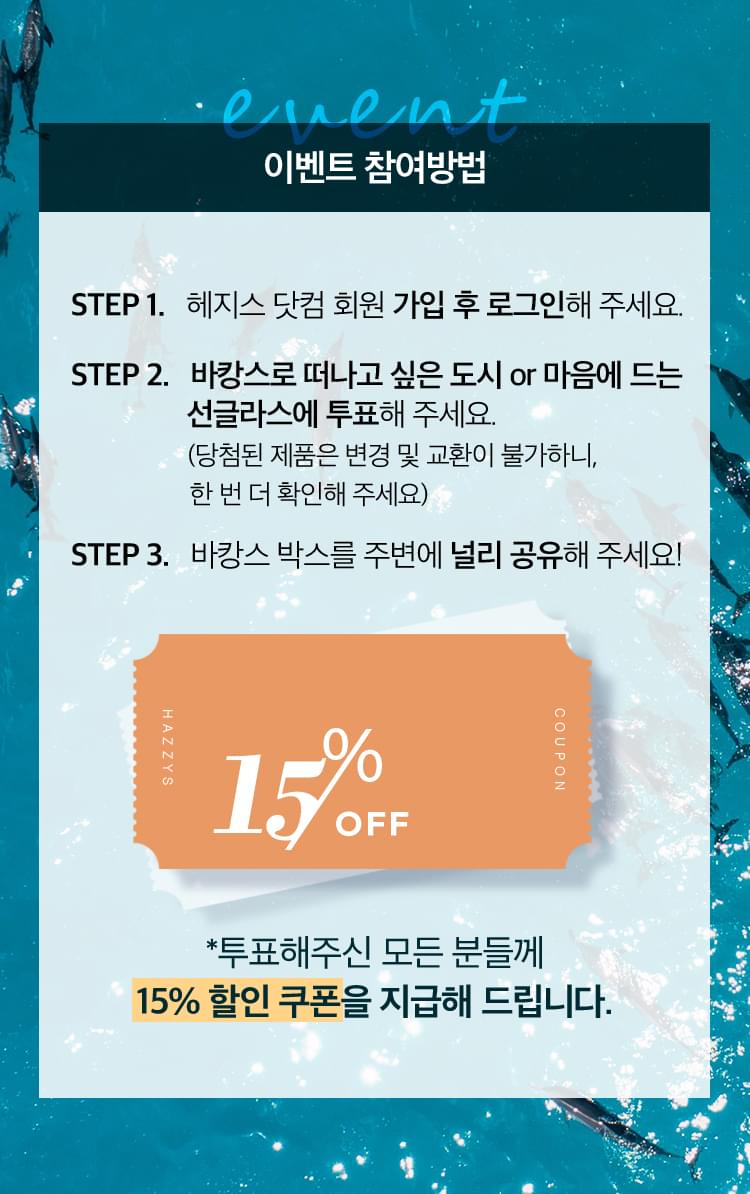 event
이벤트 참여방법
STEP 1. 헤지스 닷컴 회원 가입 후 로그인해 주세요.
STEP 2. 바캉스로 떠나고 싶은 도시 or 마음에 드는
선글라스에 투표해 주세요.
(당첨된 제품은 변경 및 교환이 불가하니,
한 번 더 확인해 주세요)
STEP 3. 바캉스 박스를 주변에 널리 공유해 주세요!
HAZZYS
15%
OFF
COUPON
*투표해주신 모든 분들께
15% 할인 쿠폰을 지급해 드립니다.